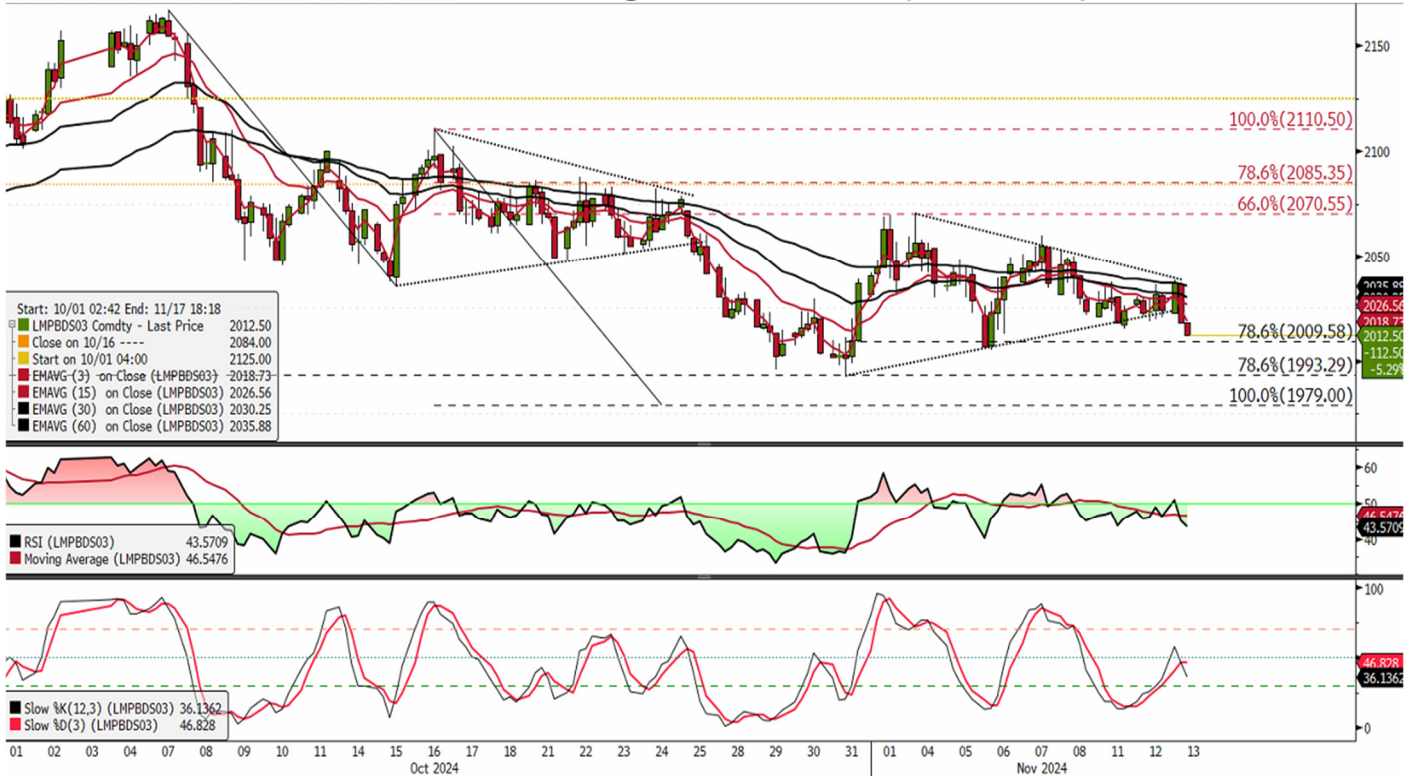 2150
100.0%(2110.50)
2100
78.6%(2085.35)
66.0%(2070.55)
2050
2035.88
2026.56
2018.73
2012.50
-112.50
-5.29%
78.6%(2009.58)
78.6%(1993.29)
100.0%(1979.00)
Start: 10/01 02:42 End: 11/17 18:18
LMPBDS03 Comdty - Last Price 2012.50
Close on 10/16 ---- 2084.00
Start on 10/01 04:00 2125.00
EMAVG (3) on Close (LMPBDS03) 2018.73
EMAVG (15) on Close (LMPBDS03) 2026.56
EMAVG (30) on Close (LMPBDS03) 2030.25
EMAVG (60) on Close (LMPBDS03) 2035.88
60
50
46.5476
43.5709
40
RSI (LMPBDS03) 43.5709
Moving Average (LMPBDS03) 46.5476
100
46.828
36.1362
0
Slow %K(12,3) (LMPBDS03) 36.1362
Slow %D(3) (LMPBDS03) 46.828
01 02 03 04 07 08 09 10 11 14 15 16 17 18 21 22 23 24 25 28 29 30 31 01 04 05 06 07 08 11 12 13
Oct 2024 Nov 2024